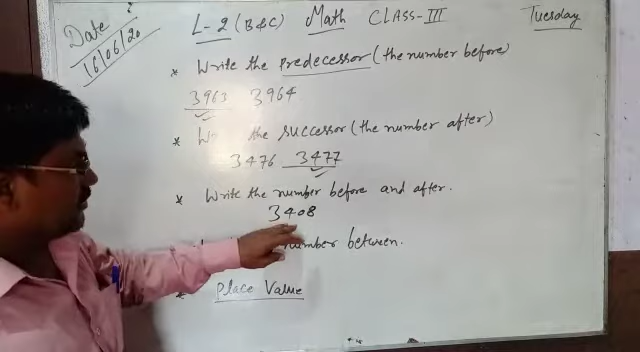 Date
16/06/20
L-2 (B&C) Math CLASS-III Tuesday
* Write the predecessor (the number before)
3963 3964
* W the successor (the number after)
3476 3477
* Write the number before and after.
3408
number between.
* Place Value